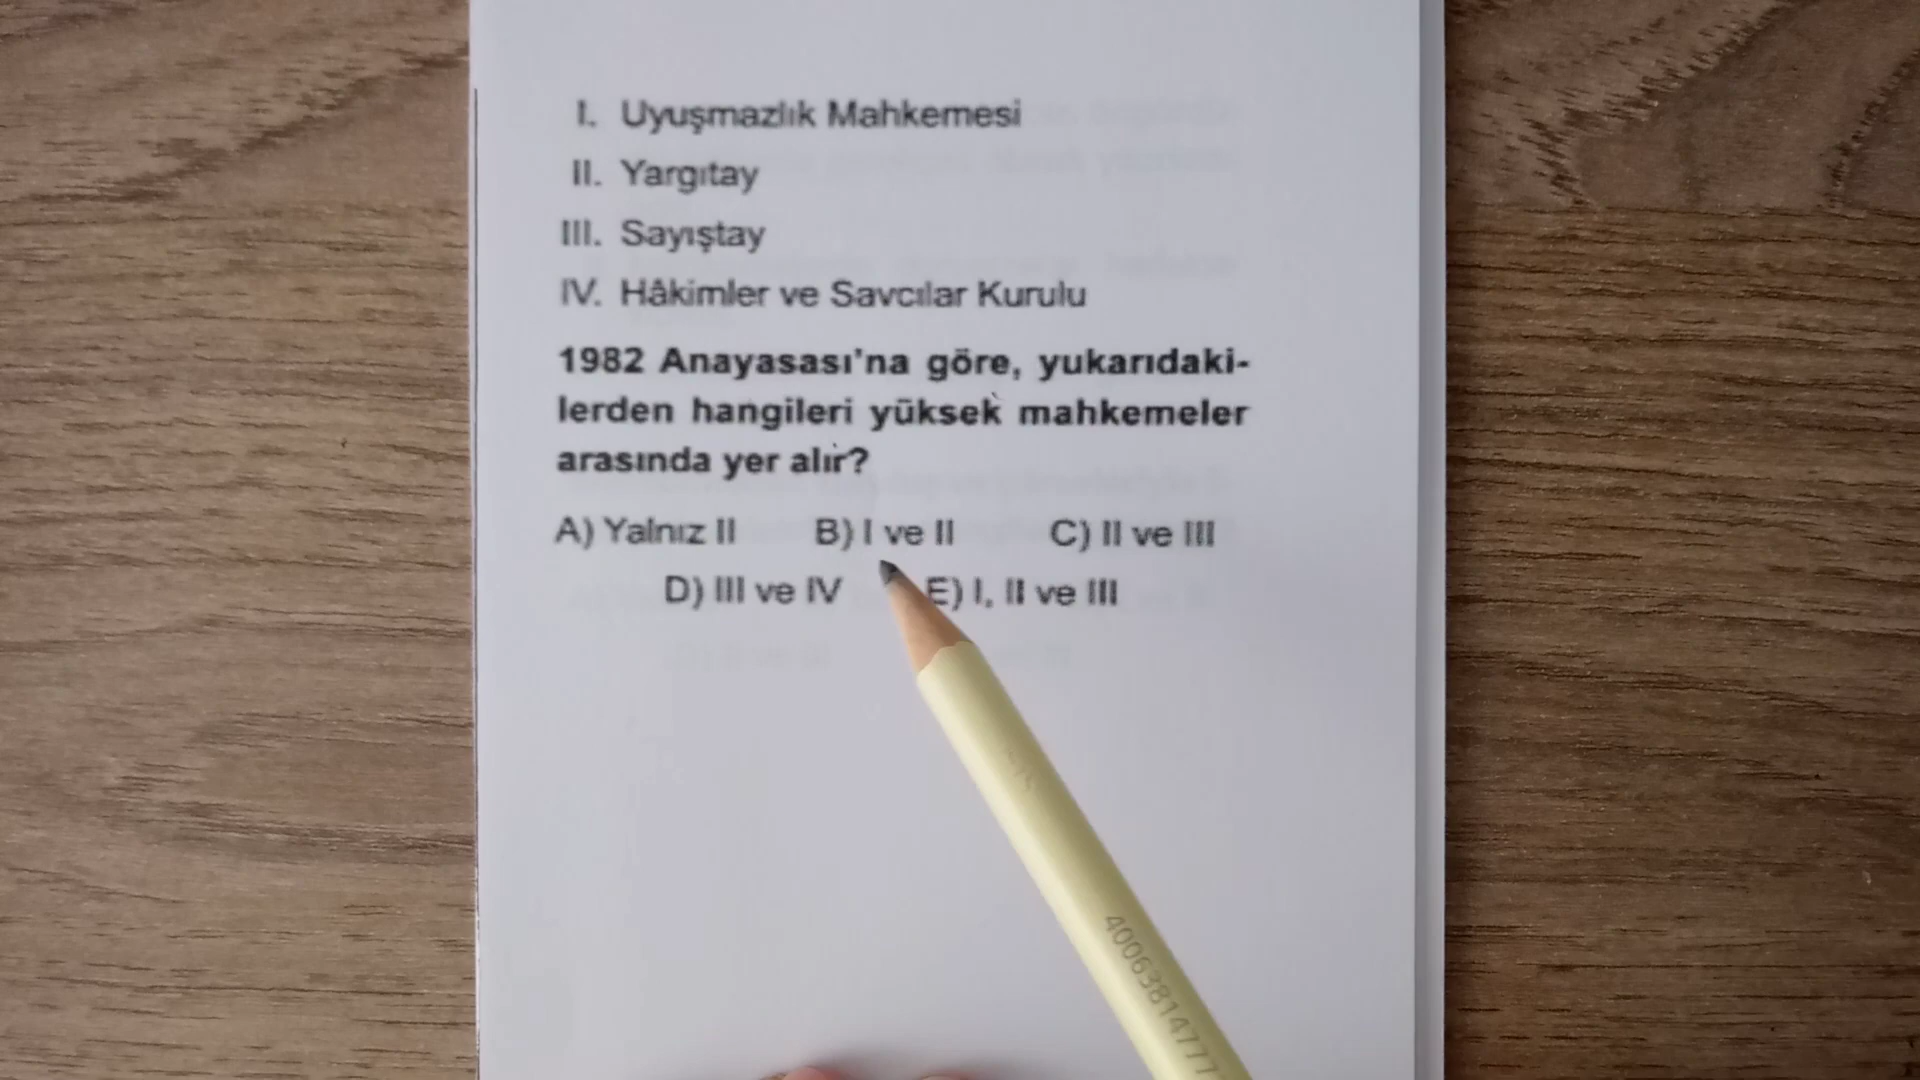 I. Uyuşmazlık Mahkemesi
II. Yargıtay
III. Sayıştay
IV. Hâkimler ve Savcılar Kurulu
1982 Anayasası'na göre, yukarıdaki-
lerden hangileri yüksek mahkemeler
arasında yer alır?
A) Yalnız II B) I ve II C) II ve III
D) III ve IV E) I, II ve III
4006381477